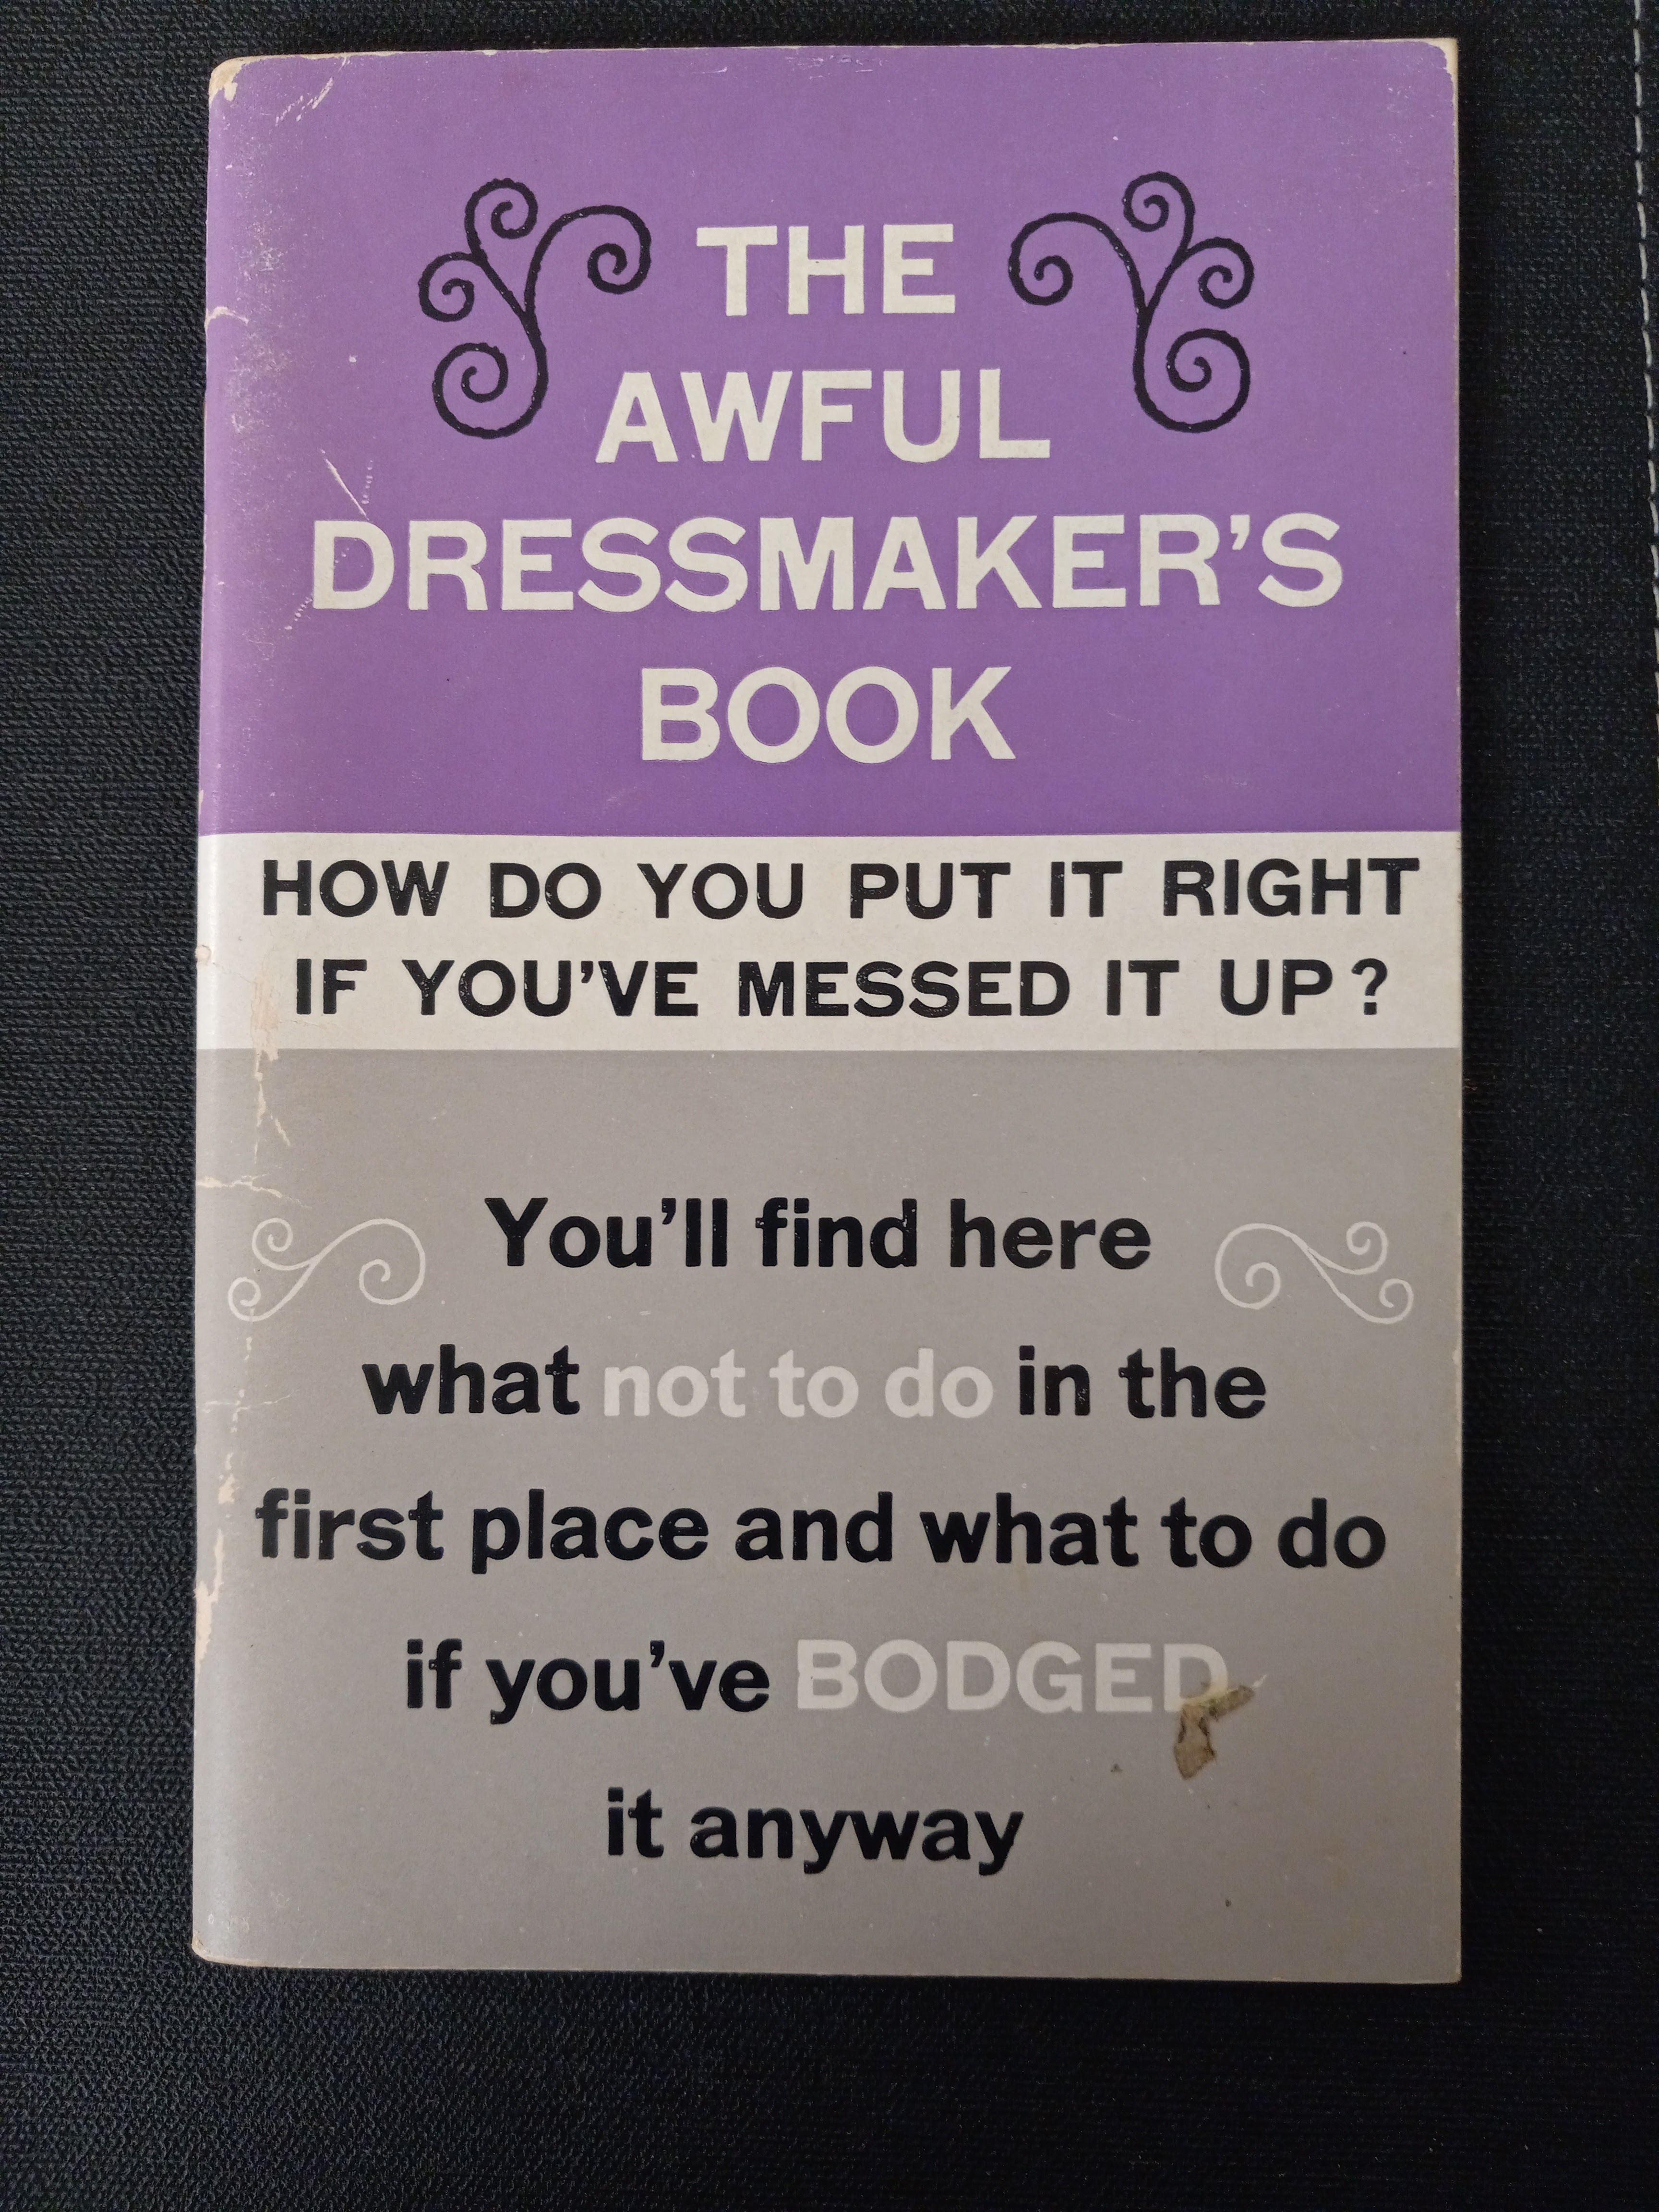 THE
AWFUL
DRESSMAKER'S
BOOK
HOW DO YOU PUT IT RIGHT
IF YOU'VE MESSED IT UP?
You'll find here
what not to do in the
first place and what to do
if you've BODGED
it anyway